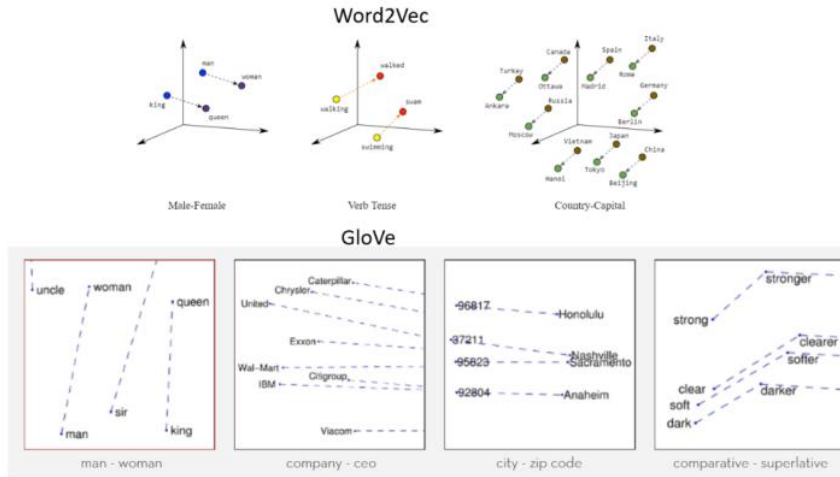 Word2Vec
man
woman
king
queen
Male-Female
walked
walking
swam
swimming
Verb Tense
Italy
Canada
Spain
Turkey
Rome
Ottawa
Madrid
Germany
Ankara
Russia
Berlin
Moscow
Japan
Vietnam
China
Hanoi
Tokyo
Beijing
Country-Capital
GloVe
uncle
woman
queen
sir
man
king
man - woman
Caterpillar
Chrysler
United
Exxon
Wal-Mart
Citigroup
IBM
Viacom
company - ceo
96817
Honolulu
37211
Nashville
95823
Sacramento
92804
Anaheim
city - zip code
stronger
strong
clearer
softer
clear
darker
soft
dark
comparative - superlative